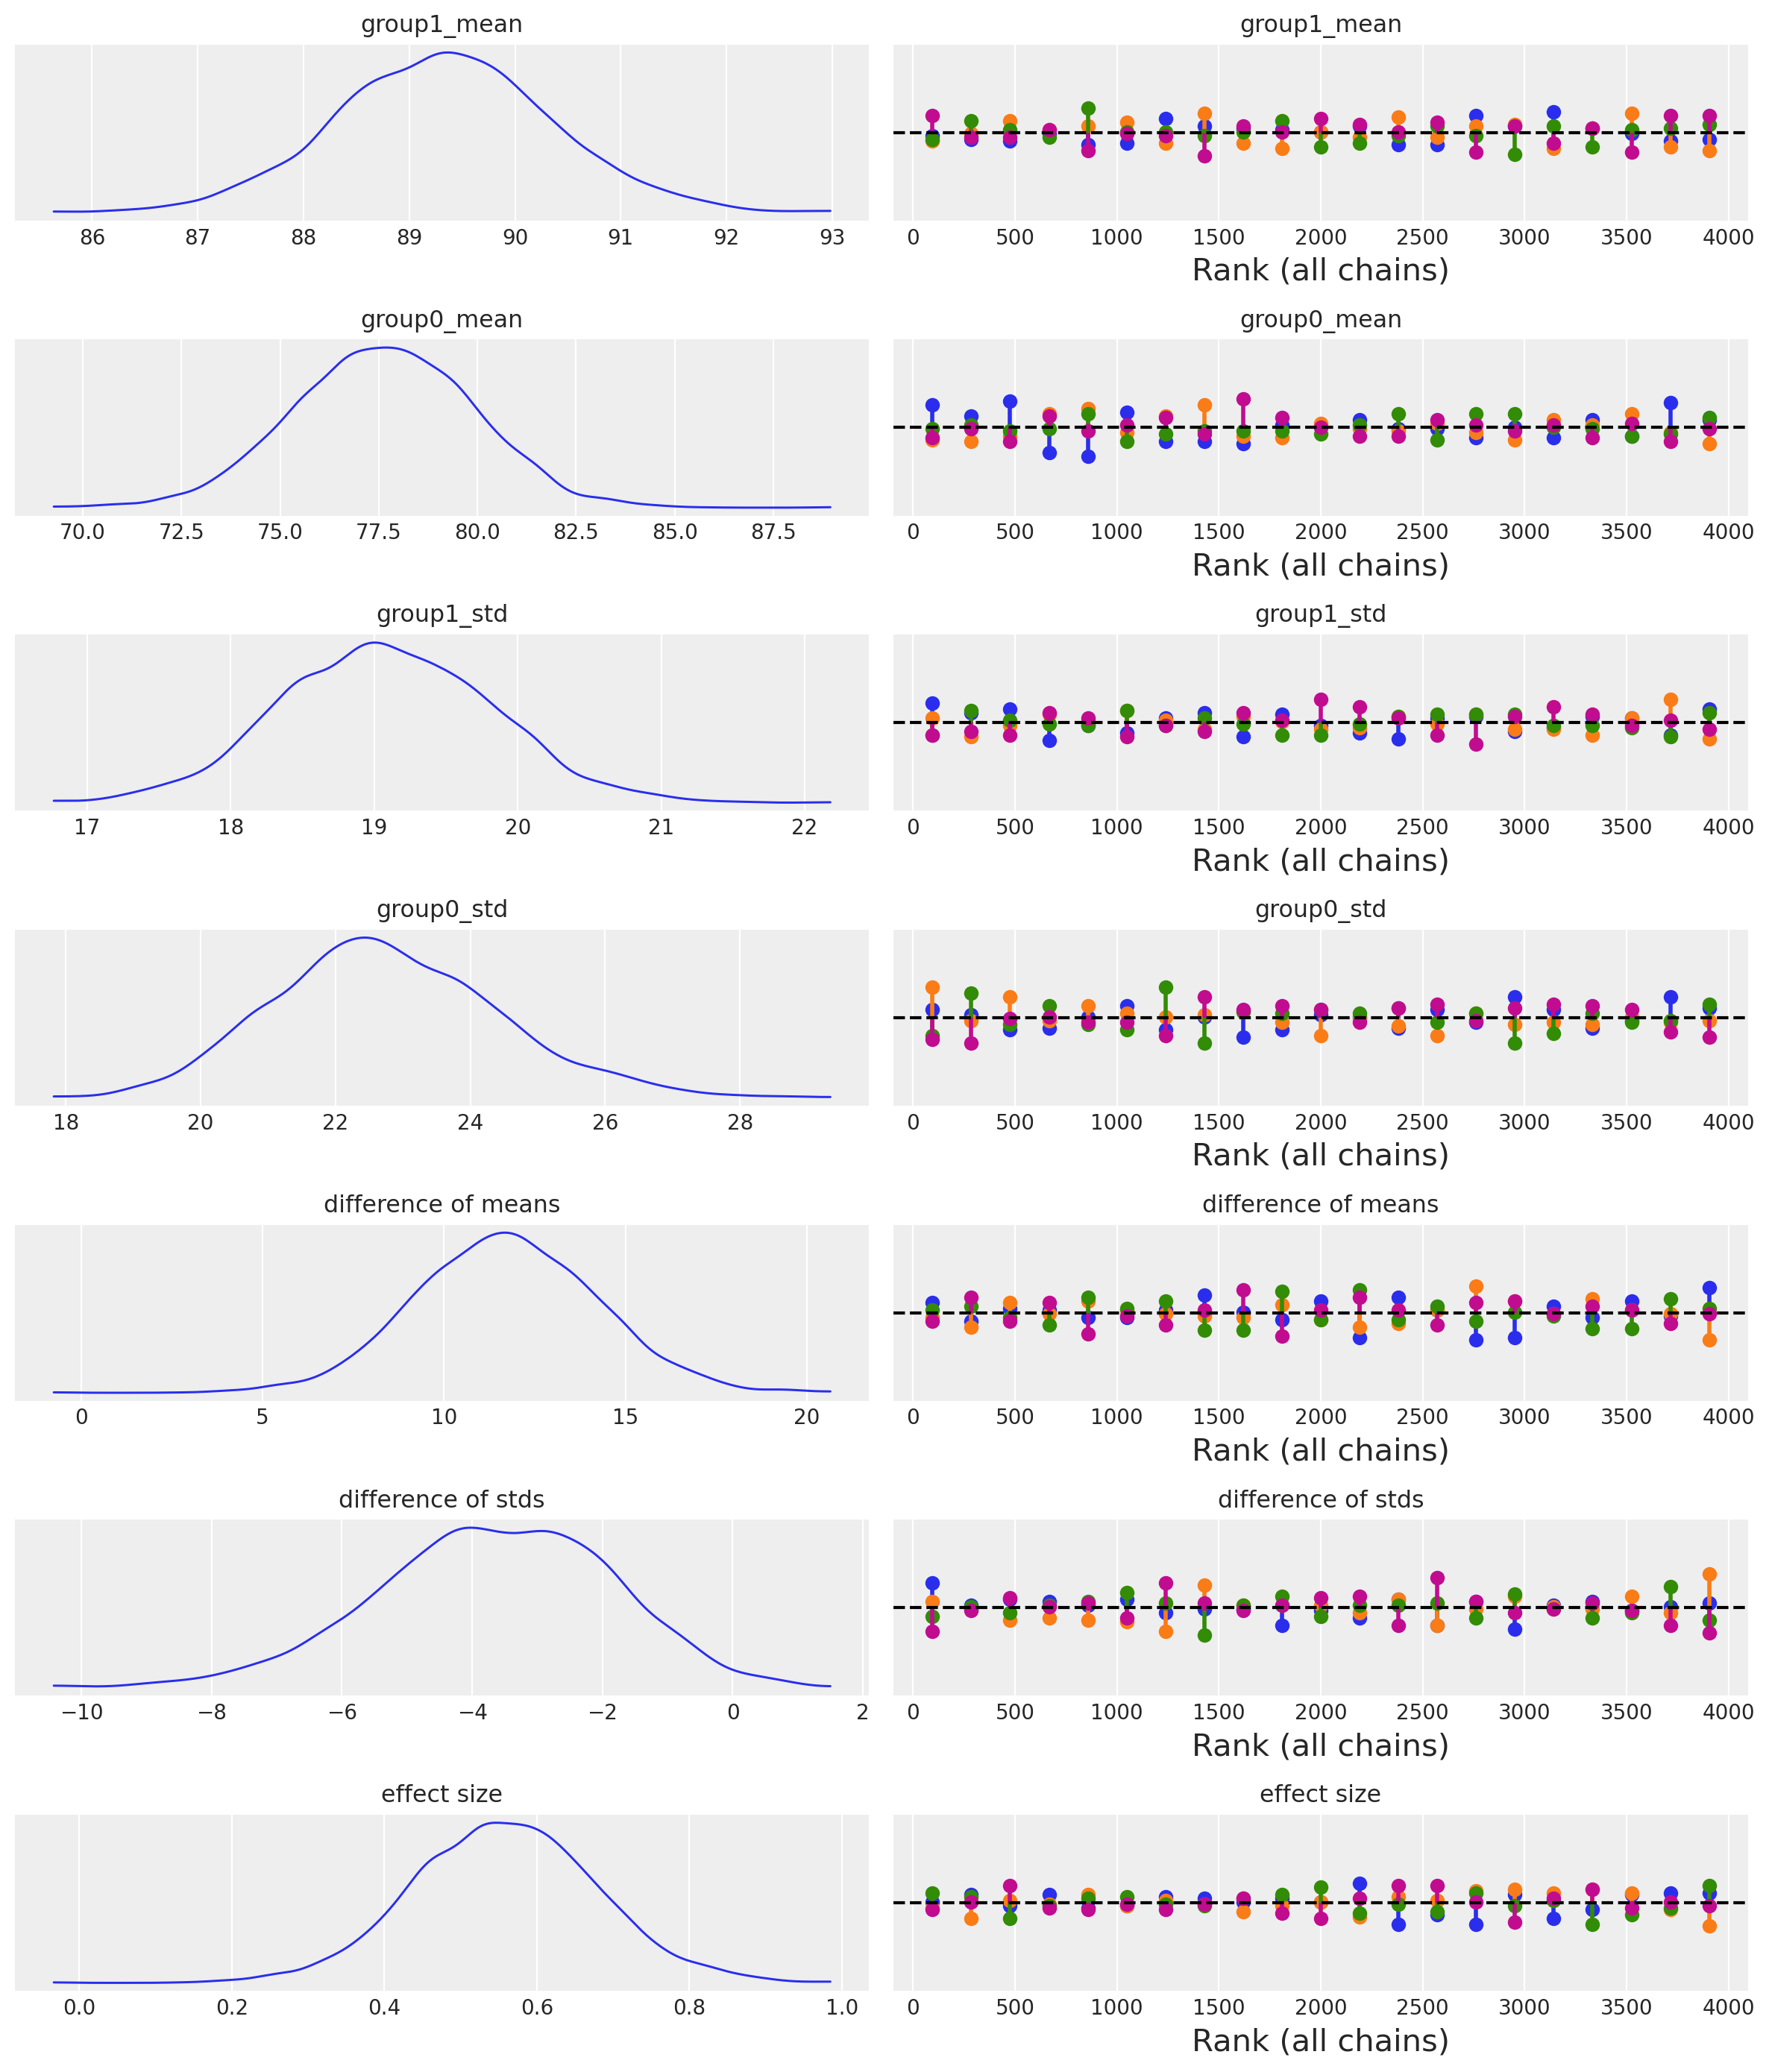 group1_mean group1_mean
86 87 88 89 90 91 92 93 0 500 1000 1500 2000 2500 3000 3500 4000
Rank (all chains)
group0_mean group0_mean
70.0 72.5 75.0 77.5 80.0 82.5 85.0 87.5 0 500 1000 1500 2000 2500 3000 3500 4000
Rank (all chains)
group1_std group1_std
17 18 19 20 21 22 0 500 1000 1500 2000 2500 3000 3500 4000
Rank (all chains)
group0_std group0_std
18 20 22 24 26 28 0 500 1000 1500 2000 2500 3000 3500 4000
Rank (all chains)
difference of means difference of means
0 5 10 15 20 0 500 1000 1500 2000 2500 3000 3500 4000
Rank (all chains)
difference of stds difference of stds
−10 −8 −6 −4 −2 0 2 0 500 1000 1500 2000 2500 3000 3500 4000
Rank (all chains)
effect size effect size
0.0 0.2 0.4 0.6 0.8 1.0 0 500 1000 1500 2000 2500 3000 3500 4000
Rank (all chains)